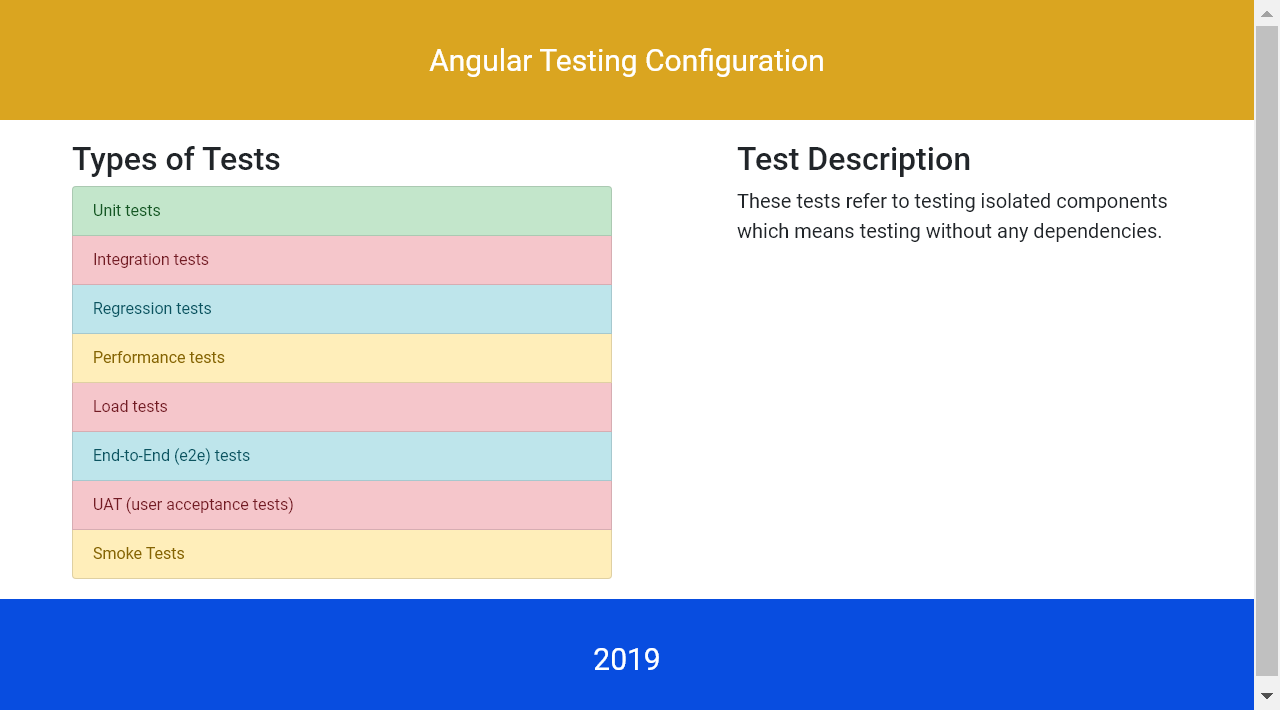 Angular Testing Configuration
Types of Tests
Unit tests
Integration tests
Regression tests
Performance tests
Load tests
End-to-End (e2e) tests
UAT (user acceptance tests)
Smoke Tests
Test Description
These tests refer to testing isolated components
which means testing without any dependencies.
2019